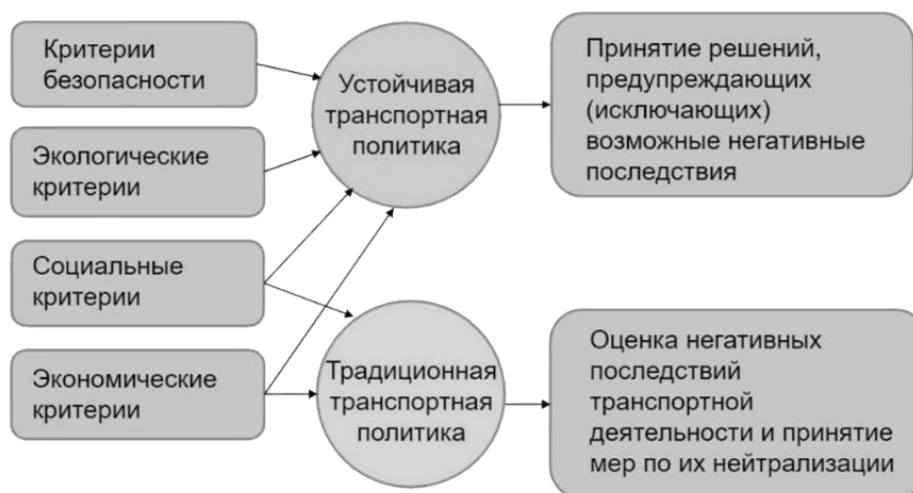 Критерии
безопасности
Экологические
критерии
Социальные
критерии
Экономические
критерии
Устойчивая
транспортная
политика
Традиционная
транспортная
политика
Принятие решений,
предупреждающих
(исключающих)
возможные негативные
последствия
Оценка негативных
последствий
транспортной
деятельности и принятие
мер по их нейтрализации